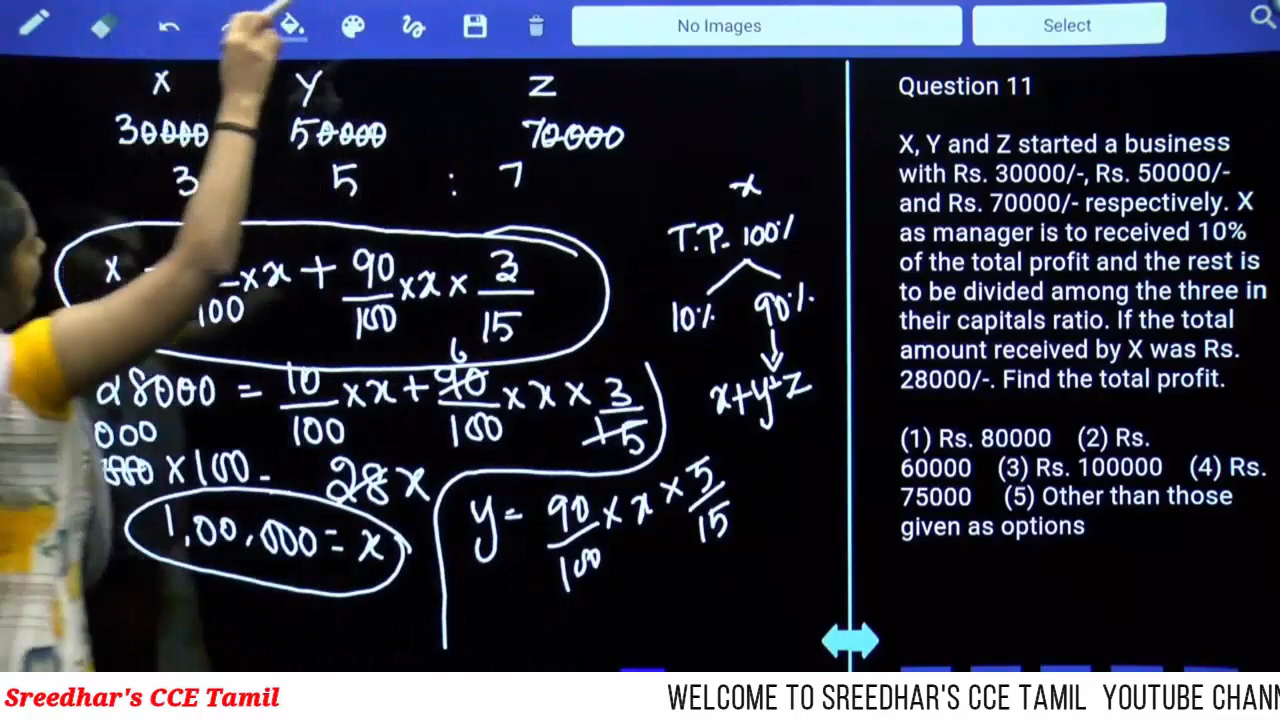 No Images
Select
X Y Z
30000 50000 70000
3 5 : 7
x
T.P. 100%
10% 90%
x+y+z
x × x + 90/100 × x × 3/15
100
6
28000 = 10/100 × x + 90/100 × x × 3/15
000
000 × 100 - 28 x
1,00,000 = x
y = 90/100 × x × 5/15
Question 11
X, Y and Z started a business
with Rs. 30000/-, Rs. 50000/-
and Rs. 70000/- respectively. X
as manager is to received 10%
of the total profit and the rest is
to be divided among the three in
their capitals ratio. If the total
amount received by X was Rs.
28000/-. Find the total profit.
(1) Rs. 80000 (2) Rs.
60000 (3) Rs. 100000 (4) Rs.
75000 (5) Other than those
given as options
Sreedhar's CCE Tamil
WELCOME TO SREEDHAR'S CCE TAMIL YOUTUBE CHANN